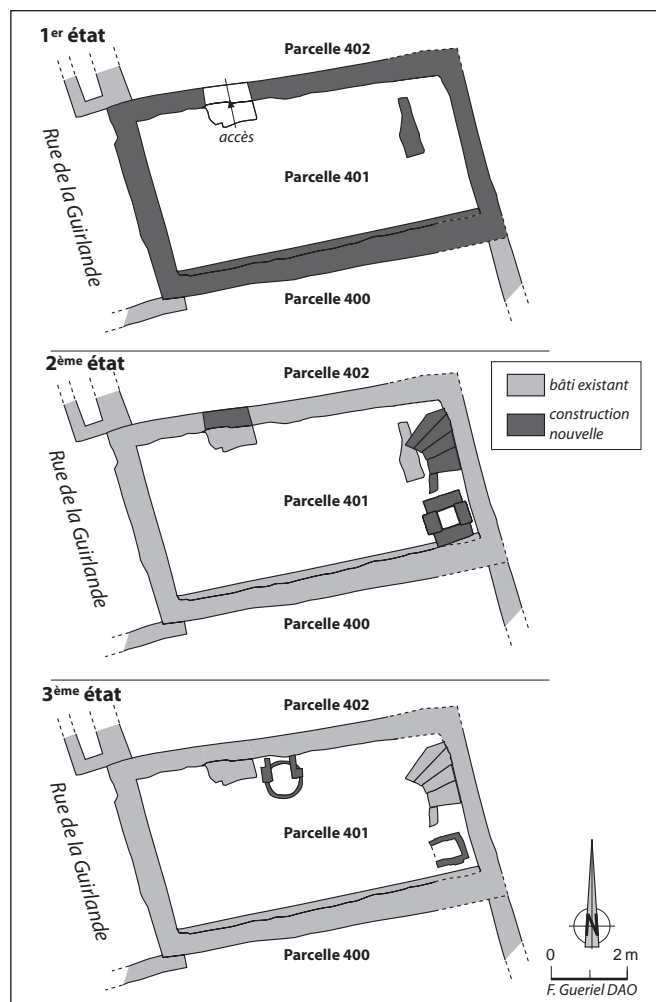 1er état
Parcelle 402
accès
Rue de la Guirlande
Parcelle 401
Parcelle 400
2ème état
Parcelle 402
bâti existant
construction
nouvelle
Rue de la Guirlande
Parcelle 401
Parcelle 400
3ème état
Parcelle 402
Rue de la Guirlande
Parcelle 401
Parcelle 400
N
0 2 m
F. Gueriel DAO